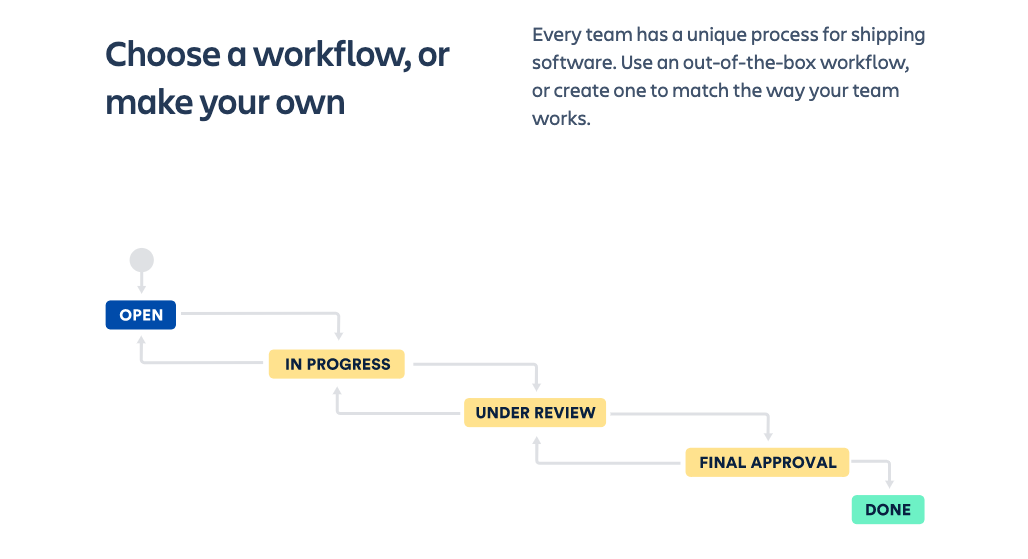 Choose a workflow, or
make your own
Every team has a unique process for shipping
software. Use an out-of-the-box workflow,
or create one to match the way your team
works.
OPEN
IN PROGRESS
UNDER REVIEW
FINAL APPROVAL
DONE